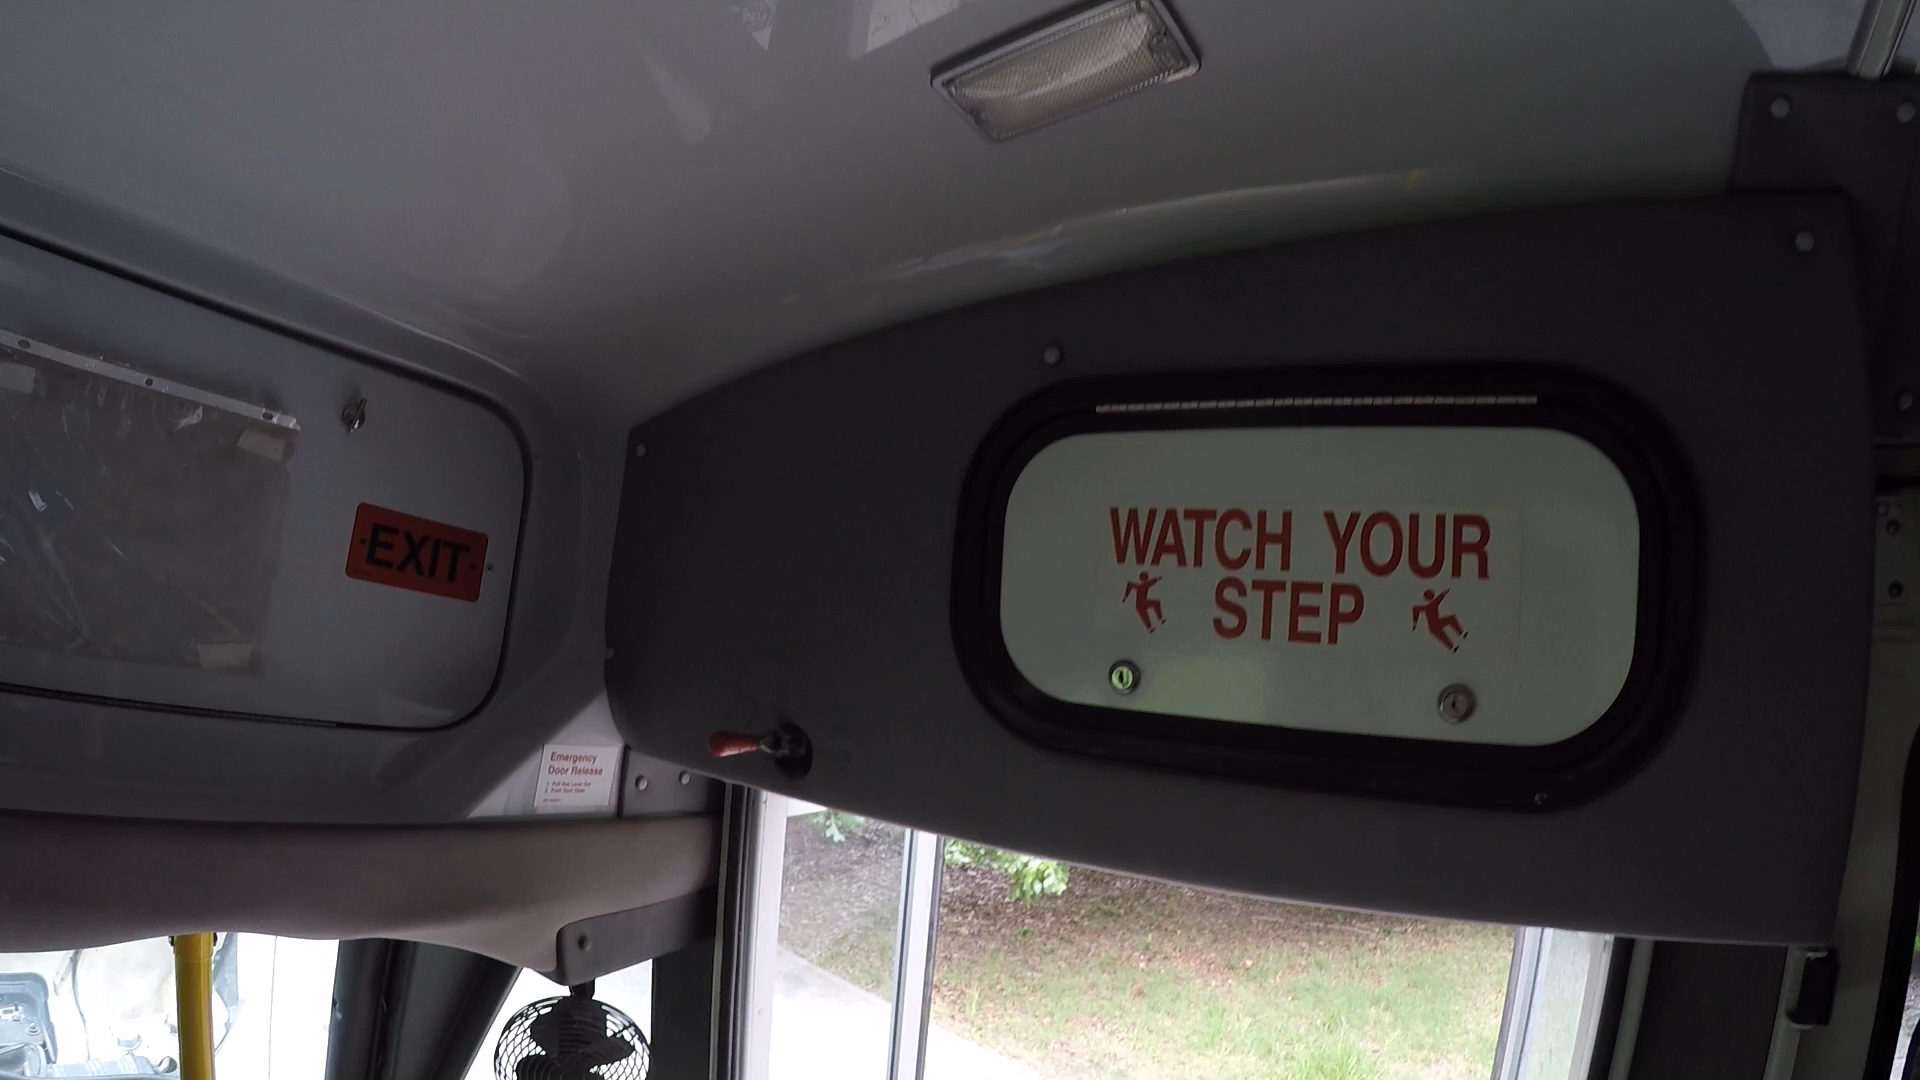 EXIT
WATCH YOUR
STEP
Emergency
Door Release